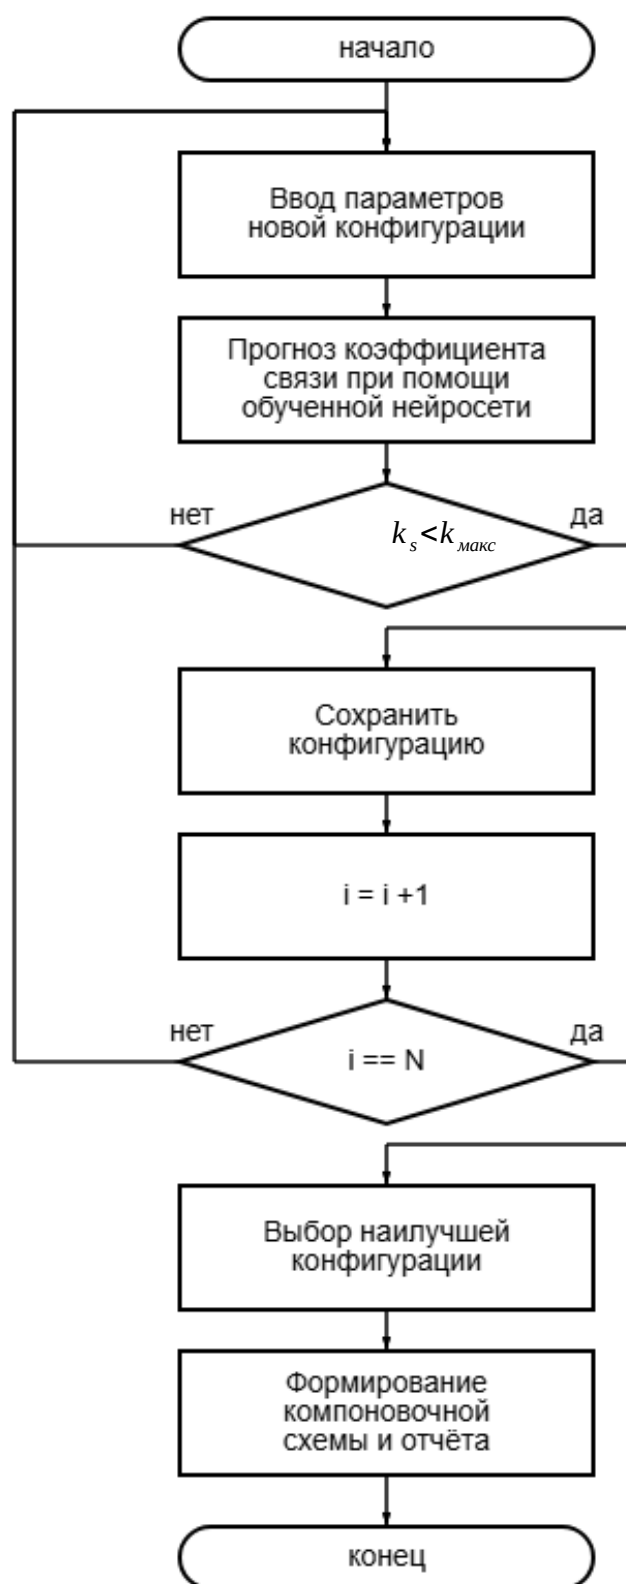 начало
Ввод параметров
новой конфигурации
Прогноз коэффициента
связи при помощи
обученной нейросети
нет
k_s<k_макс
да
Сохранить
конфигурацию
i = i +1
нет
i == N
да
Выбор наилучшей
конфигурации
Формирование
компоновочной
схемы и отчёта
конец